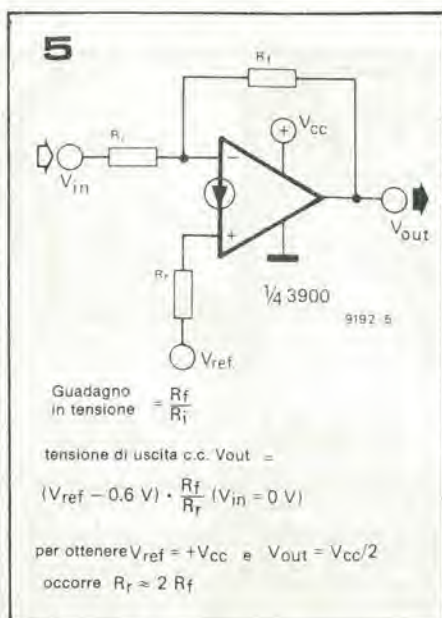 5
Rf
+
Vcc
Ri
Vin
−
+
Vout
Rr
1/4 3900
9192 5
Vref
Guadagno in tensione = Rf/Ri
tensione di uscita c.c. Vout =
(Vref − 0.6 V) · Rf/Rr (Vin = 0 V)
per ottenere Vref = +Vcc e Vout = Vcc/2
occorre Rr ≈ 2 Rf